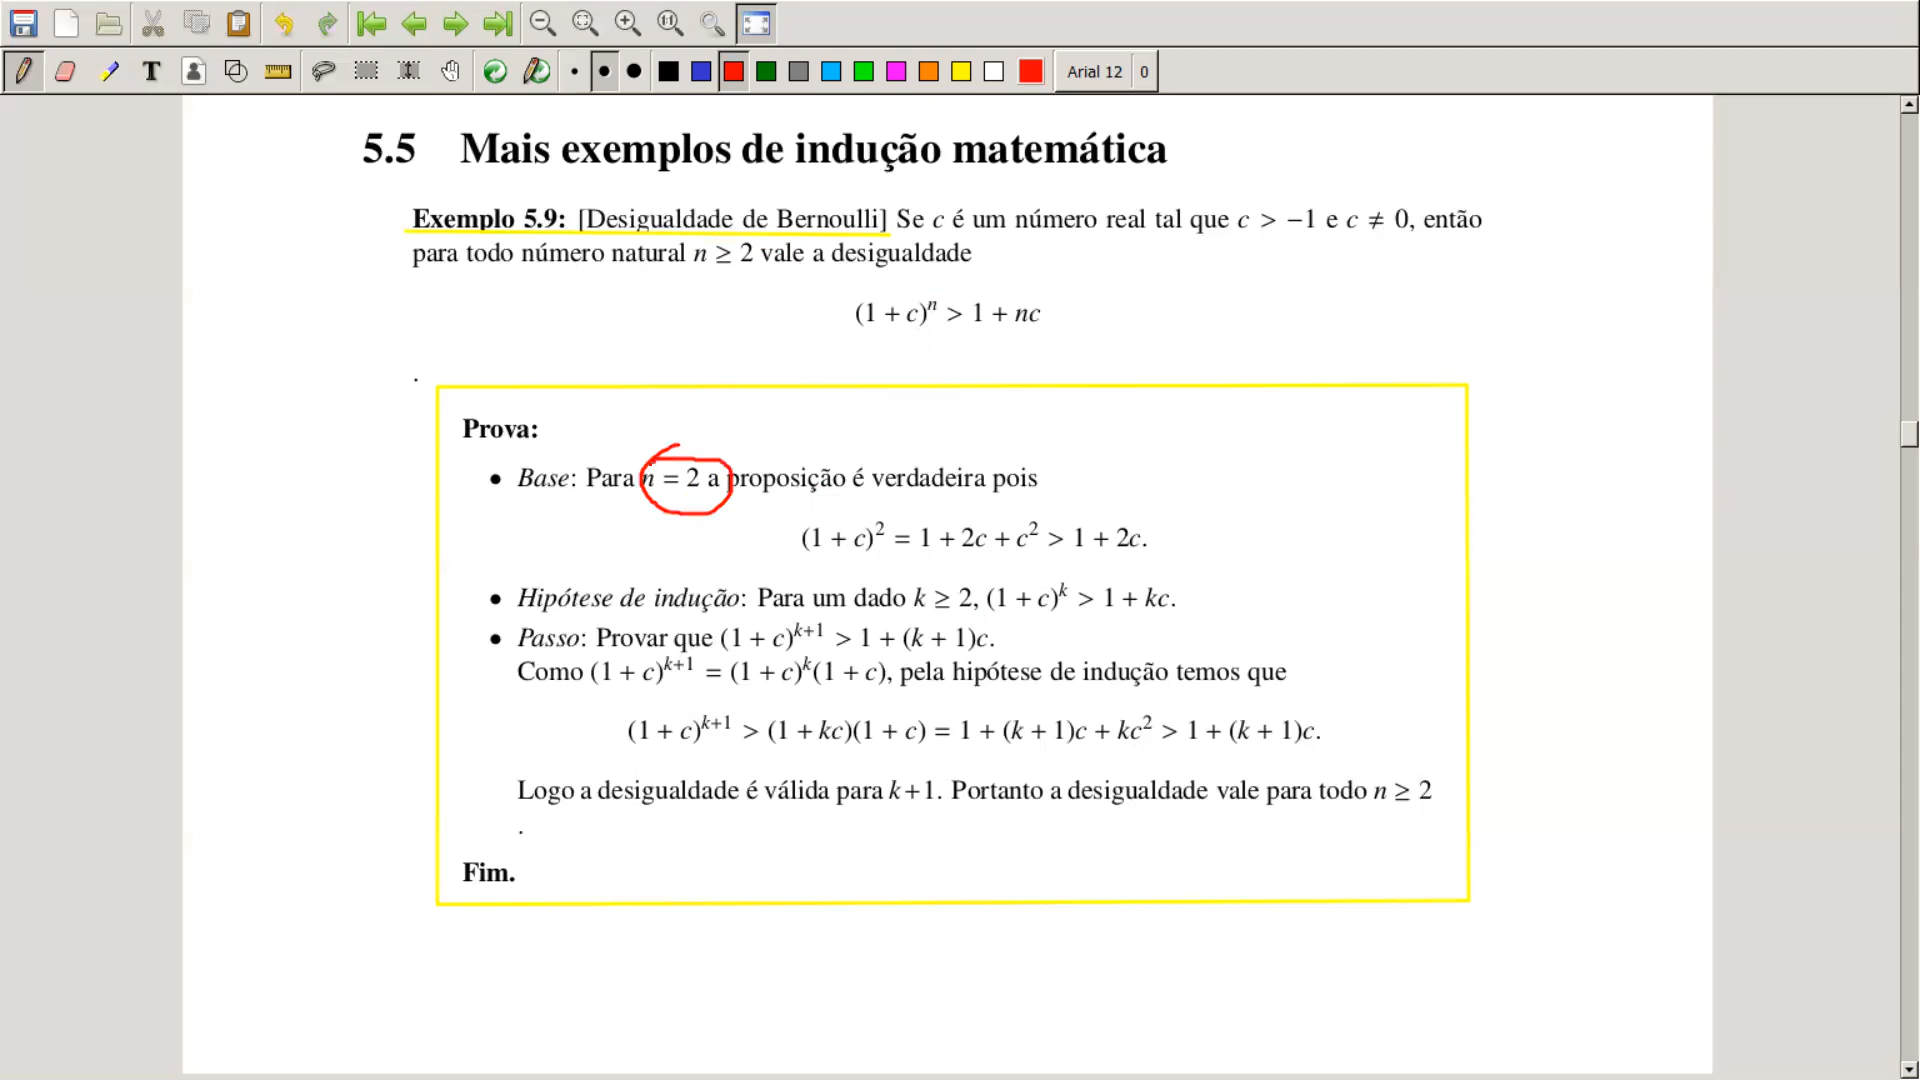 Arial 12
0
5.5 Mais exemplos de indução matemática
Exemplo 5.9: [Desigualdade de Bernoulli] Se c é um número real tal que c > −1 e c ≠ 0, então
para todo número natural n ≥ 2 vale a desigualdade
(1 + c)ⁿ > 1 + nc
.
Prova:
• Base: Para n = 2 a proposição é verdadeira pois
(1 + c)² = 1 + 2c + c² > 1 + 2c.
• Hipótese de indução: Para um dado k ≥ 2, (1 + c)ᵏ > 1 + kc.
• Passo: Provar que (1 + c)ᵏ⁺¹ > 1 + (k + 1)c.
Como (1 + c)ᵏ⁺¹ = (1 + c)ᵏ(1 + c), pela hipótese de indução temos que
(1 + c)ᵏ⁺¹ > (1 + kc)(1 + c) = 1 + (k + 1)c + kc² > 1 + (k + 1)c.
Logo a desigualdade é válida para k+1. Portanto a desigualdade vale para todo n ≥ 2
.
Fim.